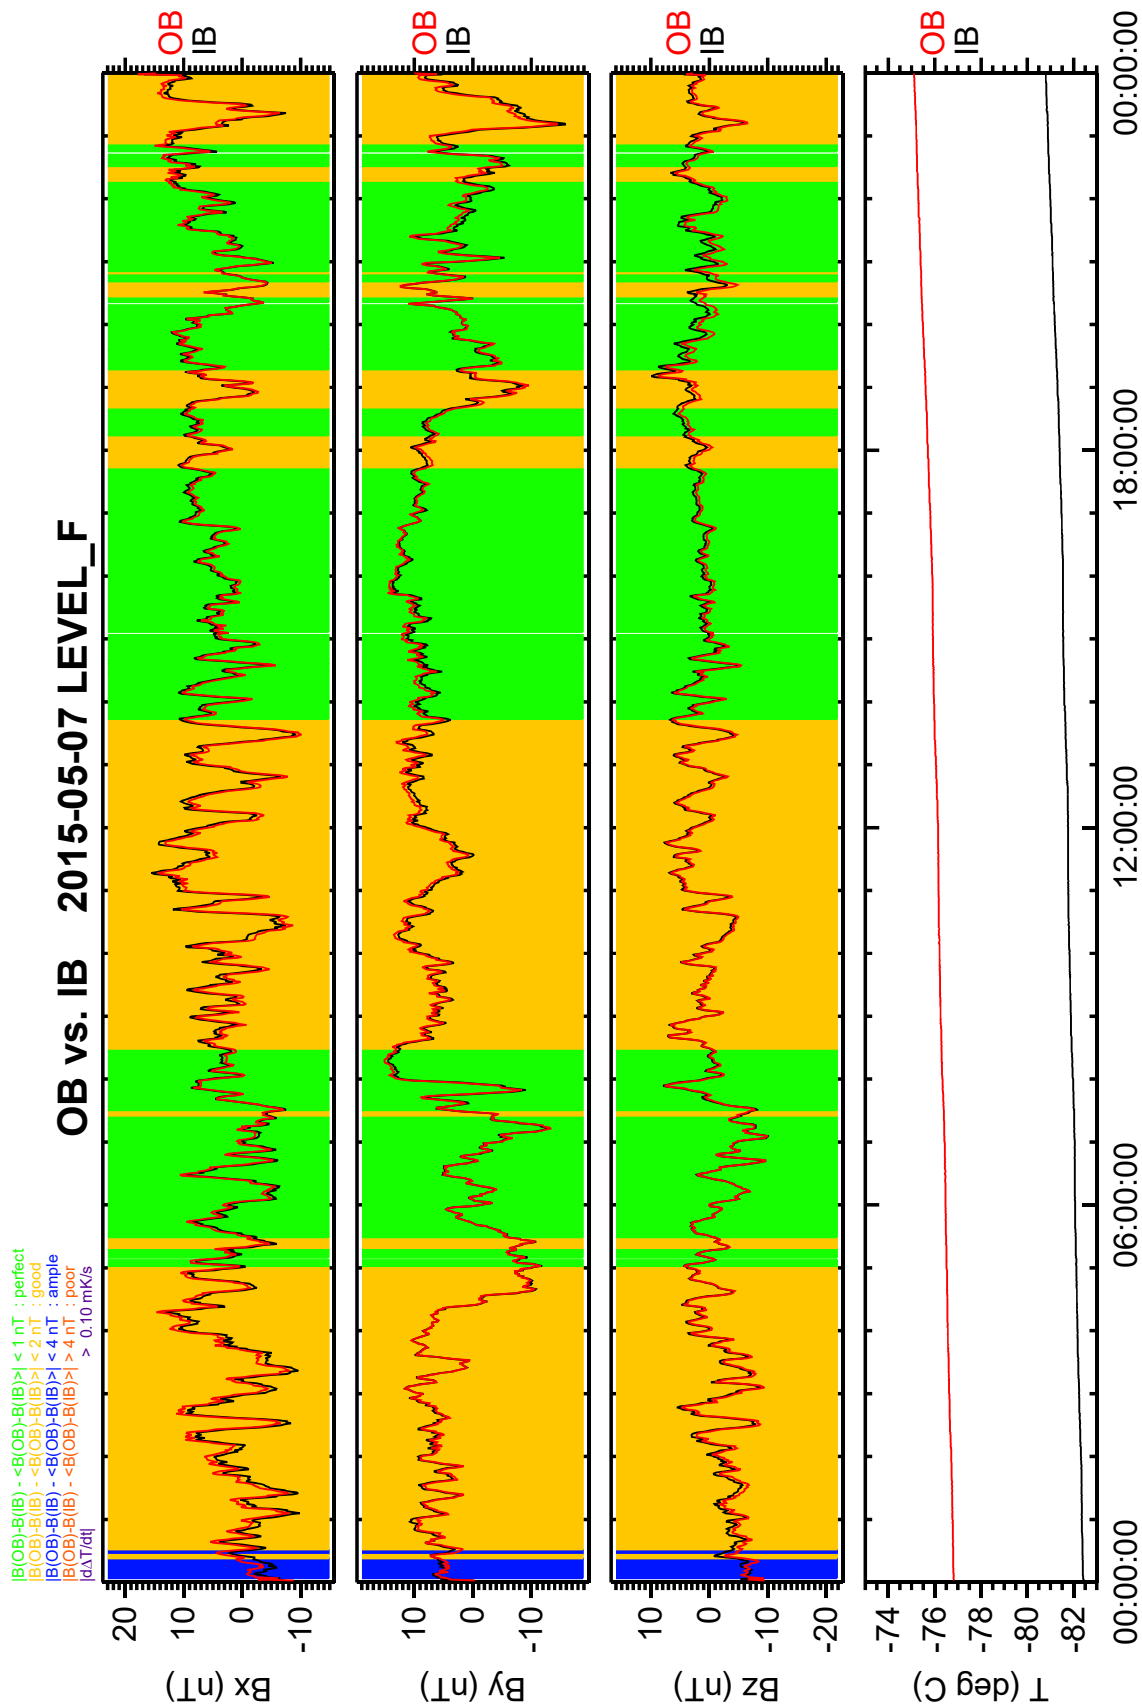 OB vs. IB 2015-05-07 LEVEL_F
|B(OB)-B(IB) - <B(OB)-B(IB)>| < 1 nT : perfect
|B(OB)-B(IB) - <B(OB)-B(IB)>| < 2 nT : good
|B(OB)-B(IB) - <B(OB)-B(IB)>| < 4 nT : ample
|B(OB)-B(IB) - <B(OB)-B(IB)>| > 4 nT : poor
|dΔT/dt| > 0.10 mK/s
Bx (nT)
20
10
0
-10
OB
IB
By (nT)
10
0
-10
OB
IB
Bz (nT)
10
0
-10
-20
OB
IB
T (deg C)
-74
-76
-78
-80
-82
OB
IB
00:00:00
06:00:00
12:00:00
18:00:00
00:00:00